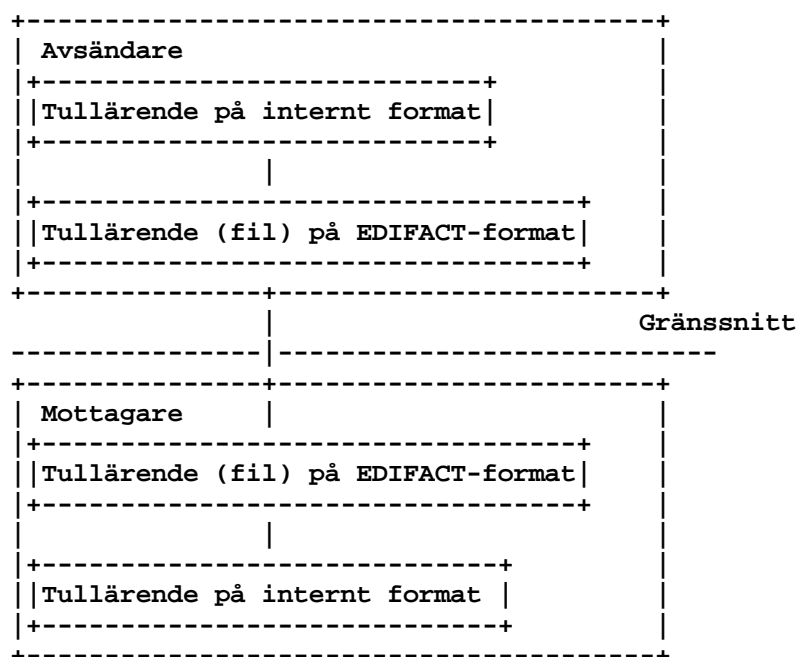 Avsändare
Tullärende på internt format
Tullärende (fil) på EDIFACT-format
Gränssnitt
Mottagare
Tullärende (fil) på EDIFACT-format
Tullärende på internt format